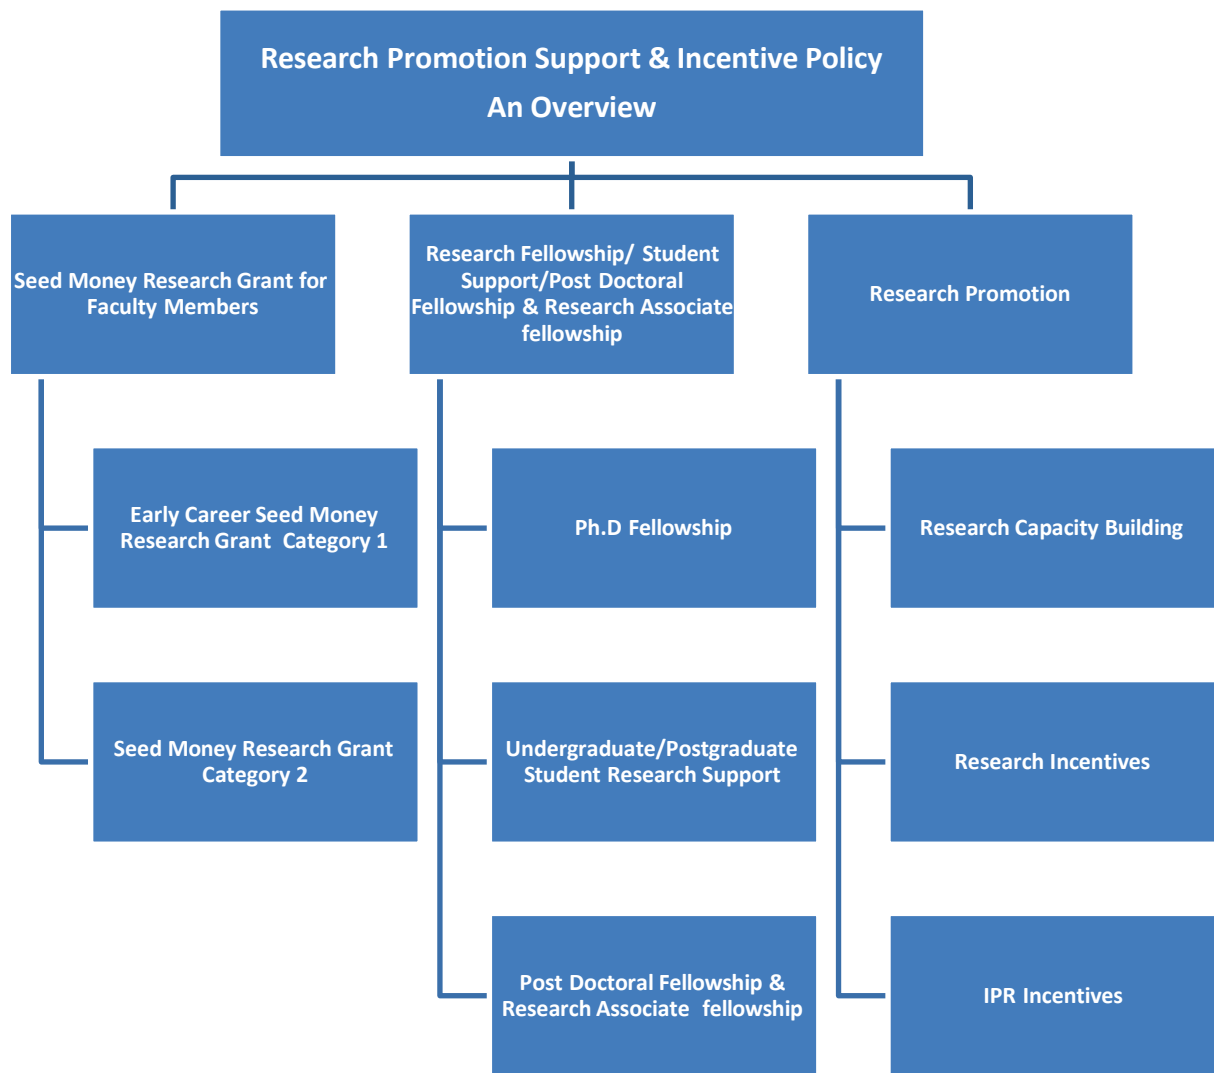 Research Promotion Support & Incentive Policy
An Overview
Seed Money Research Grant for
Faculty Members
Research Fellowship/ Student
Support/Post Doctoral
Fellowship & Research Associate
fellowship
Research Promotion
Early Career Seed Money
Research Grant  Category 1
Ph.D Fellowship
Research Capacity Building
Seed Money Research Grant
Category 2
Undergraduate/Postgraduate
Student Research Support
Research Incentives
Post Doctoral Fellowship &
Research Associate  fellowship
IPR Incentives